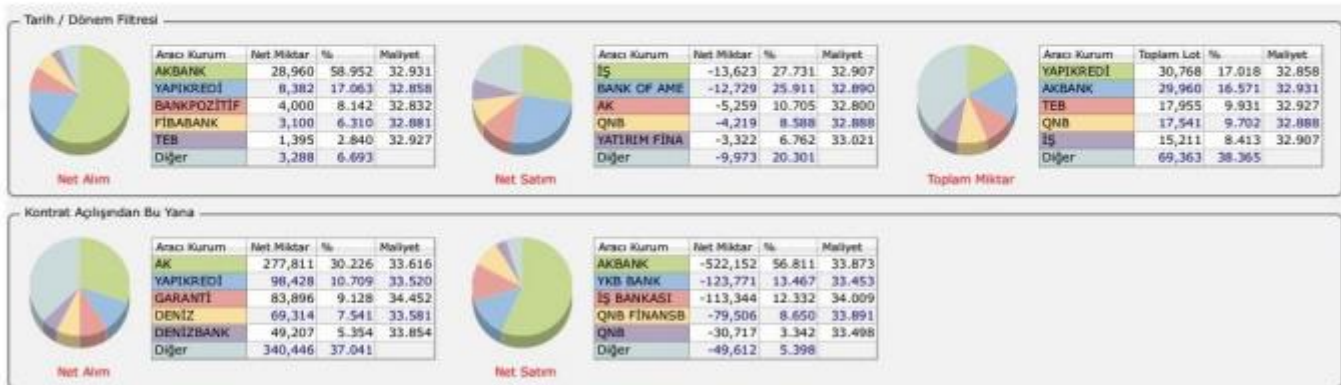 Tarih / Dönem Filtresi
Aracı Kurum Net Miktar % Maliyet
AKBANK 28,960 58.952 32.931
YAPIKREDİ 8,382 17.063 32.858
BANKPOZİTİF 4,000 8.142 32.832
FİBABANK 3,100 6.310 32.881
TEB 1,395 2.840 32.927
Diğer 3,288 6.693
Net Alım
Aracı Kurum Net Miktar % Maliyet
İŞ -13,623 27.731 32.907
BANK OF AME -12,729 25.911 32.890
AK -5,259 10.705 32.800
QNB -4,219 8.588 32.888
YATIRIM FİNA -3,322 6.762 33.021
Diğer -9,973 20.301
Net Satım
Aracı Kurum Toplam Lot % Maliyet
YAPIKREDİ 30,768 17.018 32.858
AKBANK 29,960 16.571 32.931
TEB 17,955 9.931 32.927
QNB 17,541 9.702 32.888
İŞ 15,211 8.413 32.907
Diğer 69,363 38.365
Toplam Miktar
Kontrat Açılışından Bu Yana
Aracı Kurum Net Miktar % Maliyet
AK 277,811 30.226 33.616
YAPIKREDİ 98,428 10.709 33.520
GARANTİ 83,896 9.128 34.452
DENİZ 69,314 7.541 33.581
DENİZBANK 49,207 5.354 33.854
Diğer 340,446 37.041
Net Alım
Aracı Kurum Net Miktar % Maliyet
AKBANK -522,152 56.811 33.873
YKB BANK -123,771 13.467 33.453
İŞ BANKASI -113,344 12.332 34.009
QNB FİNANSB -79,506 8.650 33.891
QNB -30,717 3.342 33.498
Diğer -49,612 5.398
Net Satım